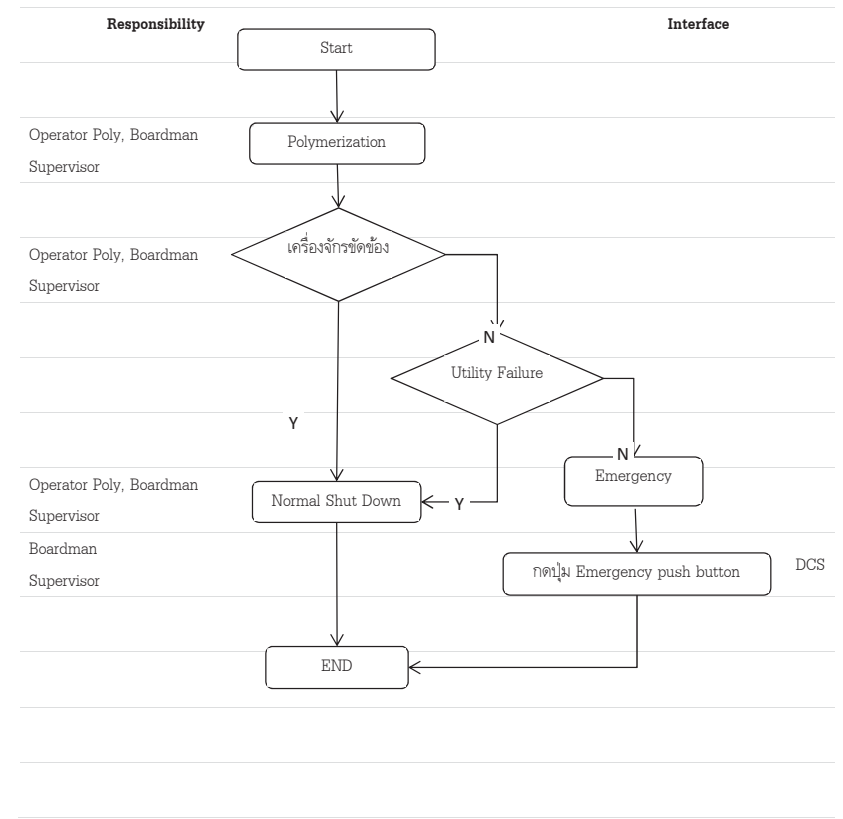 Responsibility
Interface
Start
Operator Poly, Boardman
Supervisor
Polymerization
Operator Poly, Boardman
Supervisor
เครื่องจักรขัดข้อง
N
Utility Failure
Y
N
Operator Poly, Boardman
Supervisor
Normal Shut Down
Y
Emergency
Boardman
Supervisor
กดปุ่ม Emergency push button
DCS
END